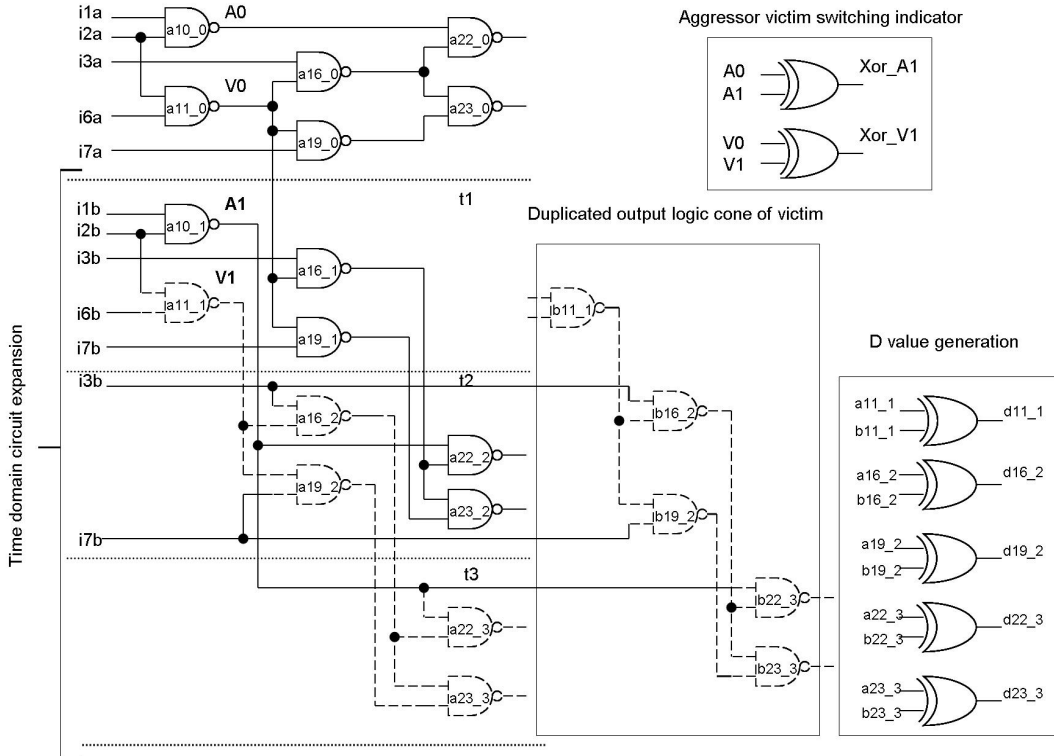 i1a
A0
i2a
a10_0
a22_0
i3a
a16_0
V0
a11_0
a23_0
i6a
a19_0
i7a
Aggressor victim switching indicator
A0
A1
Xor_A1
V0
V1
Xor_V1
Time domain circuit expansion
t1
i1b
A1
i2b
a10_1
i3b
a16_1
V1
a11_1
i6b
a19_1
i7b
i3b
t2
a16_2
a22_2
a19_2
a23_2
i7b
t3
a22_3
a23_3
Duplicated output logic cone of victim
b11_1
b16_2
b19_2
b22_3
b23_3
D value generation
a11_1
b11_1
d11_1
a16_2
b16_2
d16_2
a19_2
b19_2
d19_2
a22_3
b22_3
d22_3
a23_3
b23_3
d23_3